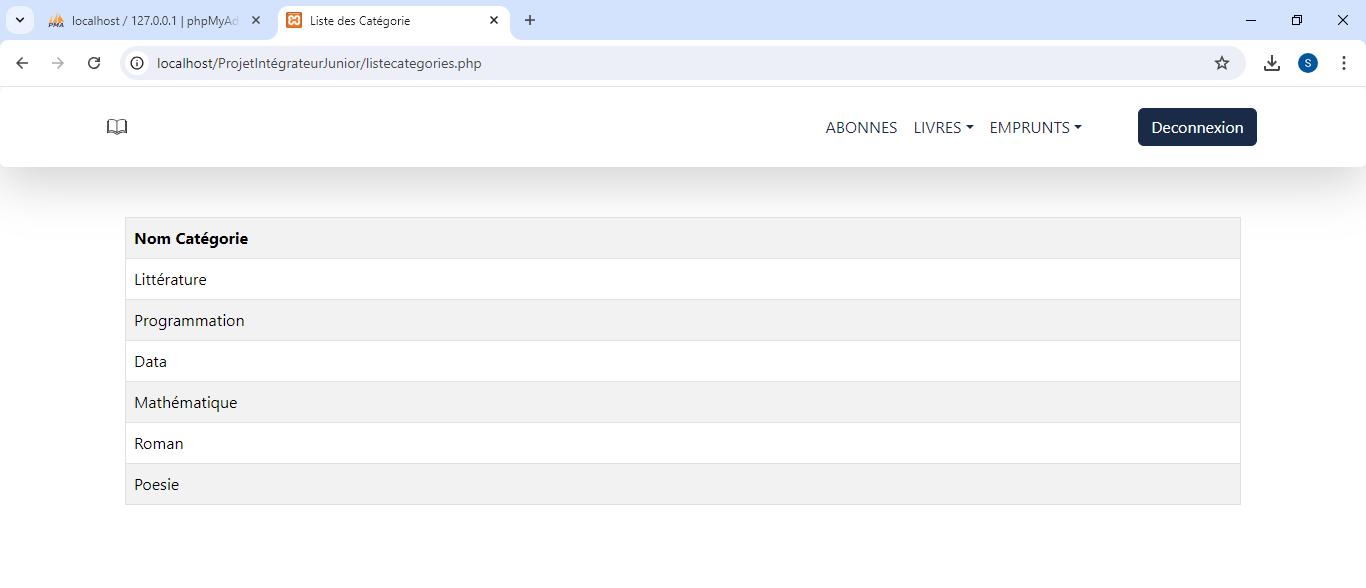 PMA localhost / 127.0.0.1 | phpMyAd
Liste des Catégorie
localhost/ProjetIntégrateurJunior/listecategories.php
S
ABONNES LIVRES EMPRUNTS Deconnexion
Nom Catégorie
Littérature
Programmation
Data
Mathématique
Roman
Poesie